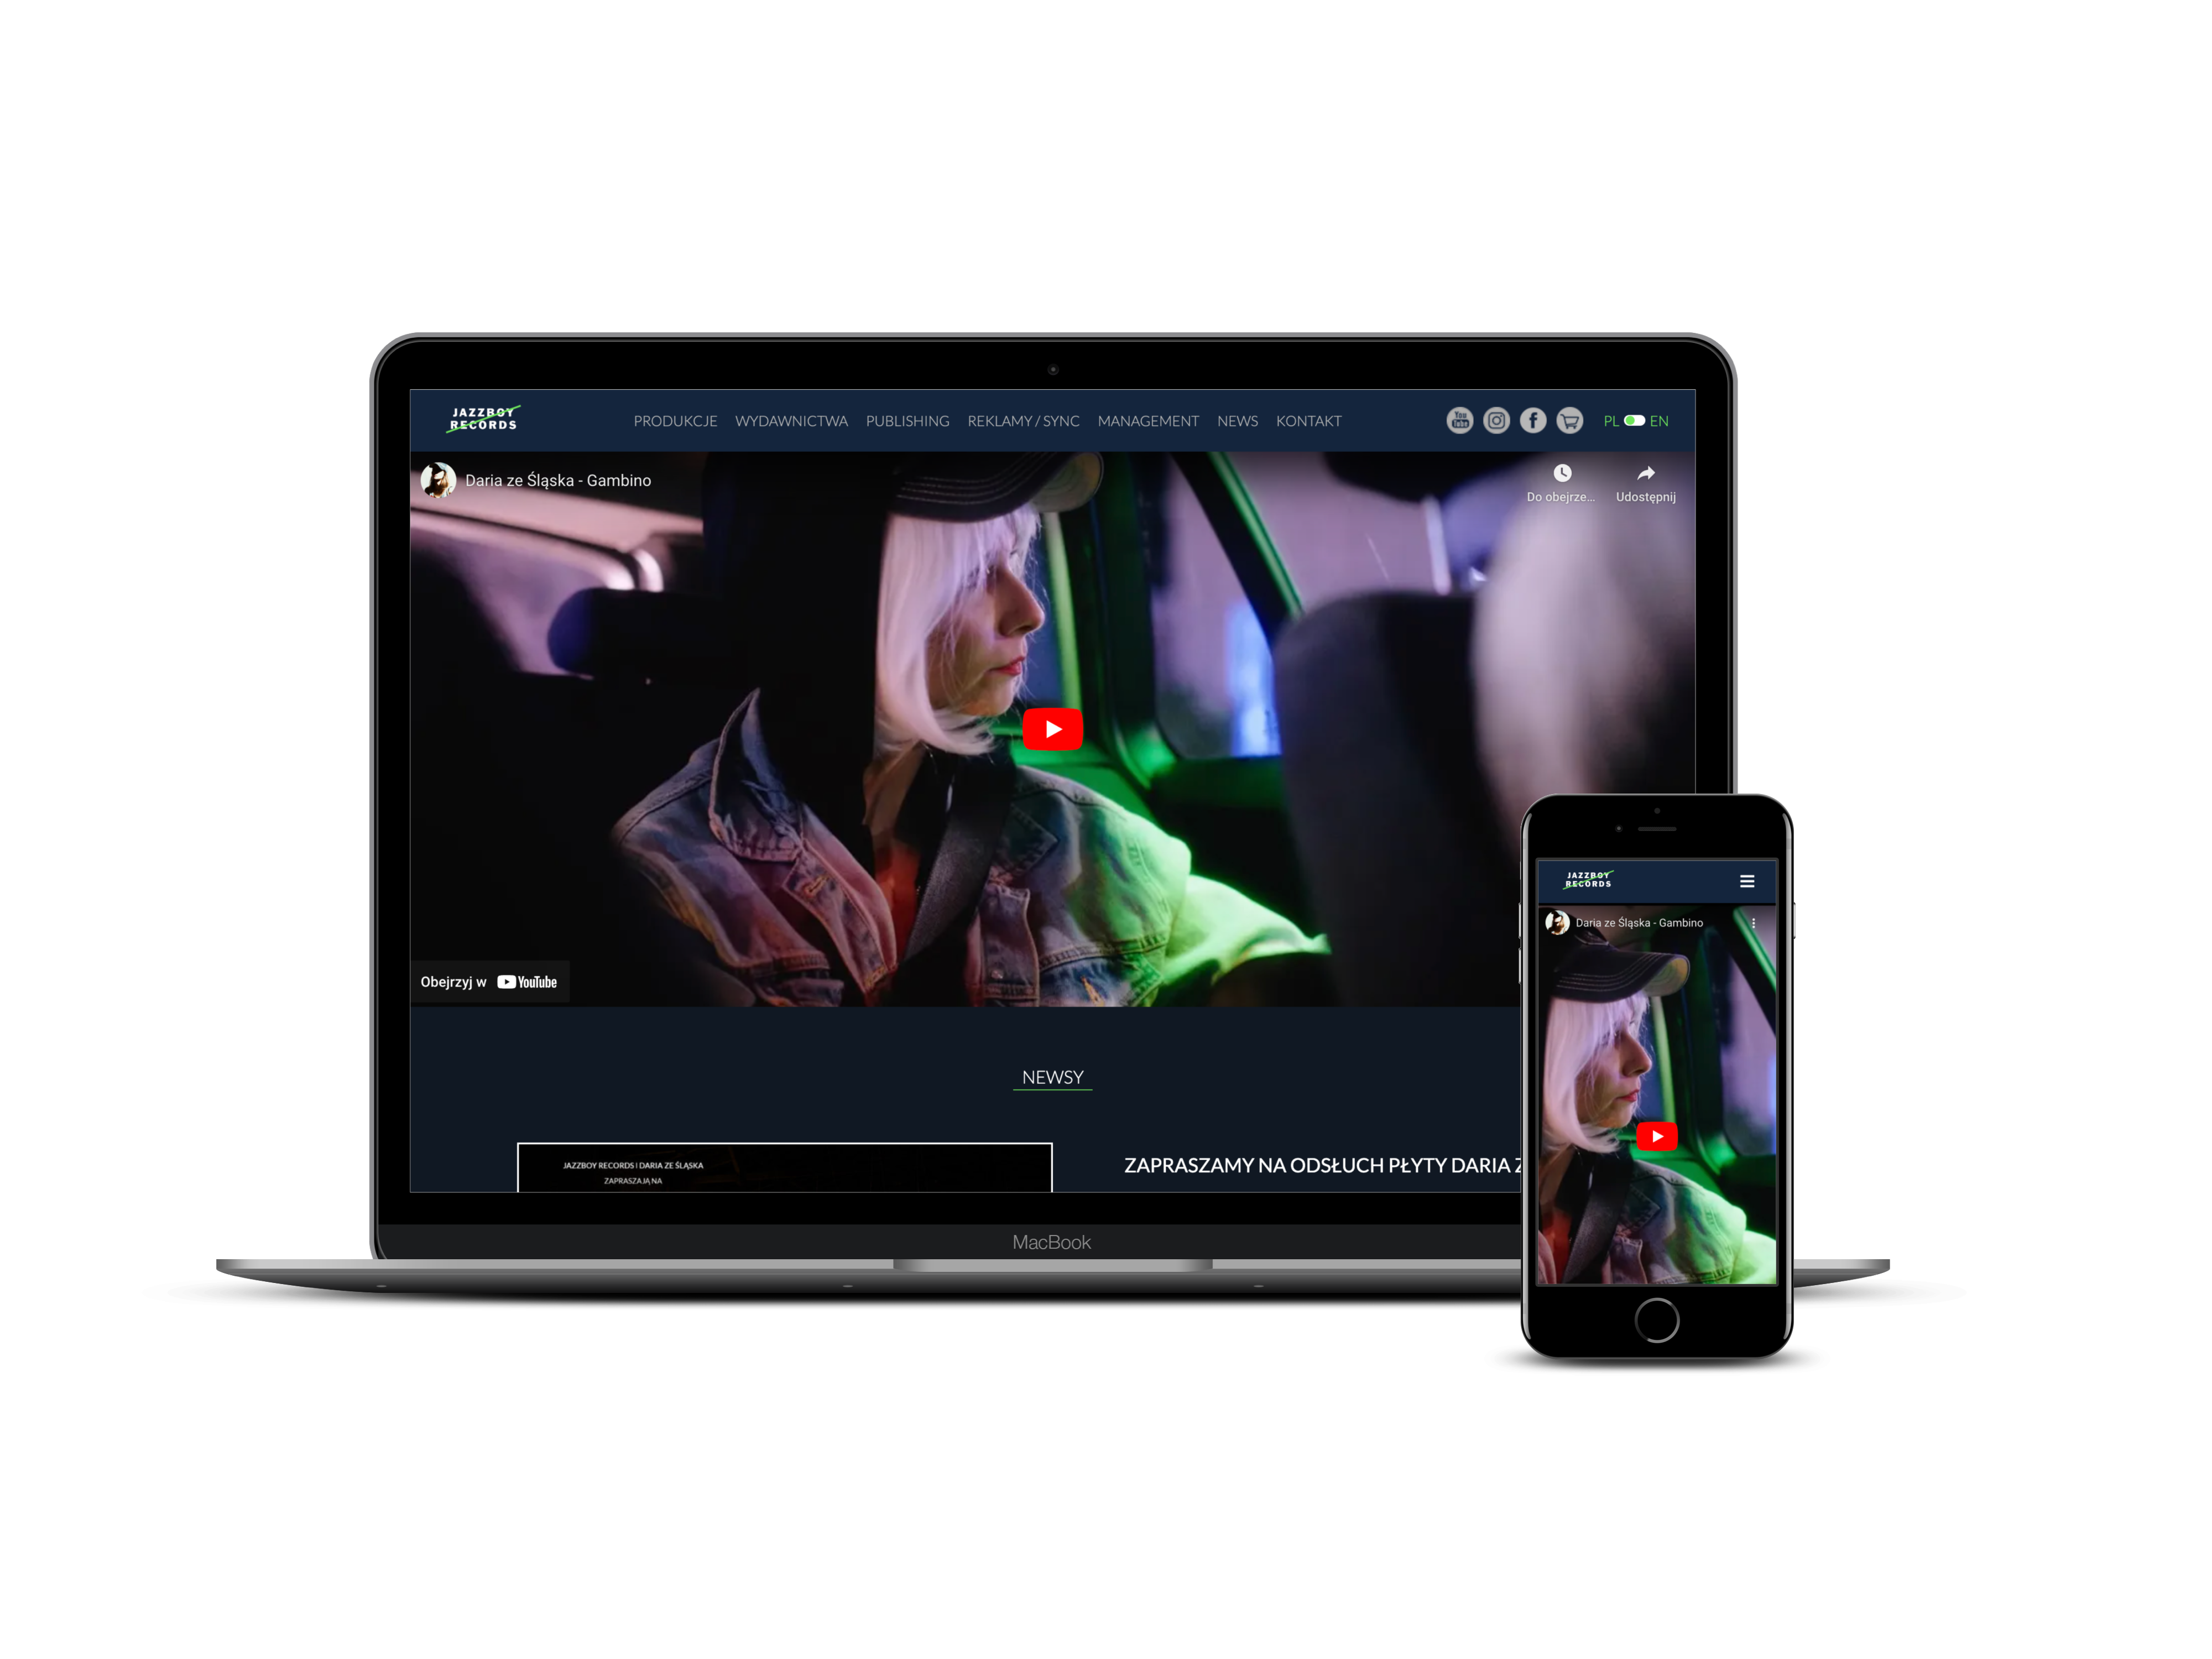 JAZZBOY
RECORDS
PRODUKCJE WYDAWNICTWA PUBLISHING REKLAMY / SYNC MANAGEMENT NEWS KONTAKT
You
Tube
PL EN
Daria ze Śląska - Gambino
Do obejrze...
Udostępnij
Obejrzyj w YouTube
NEWSY
JAZZBOY RECORDS I DARIA ZE ŚLĄSKA
ZAPRASZAJĄ NA
ZAPRASZAMY NA ODSŁUCH PŁYTY DARIA Z
MacBook
JAZZBOY
RECORDS
Daria ze Śląska - Gambino